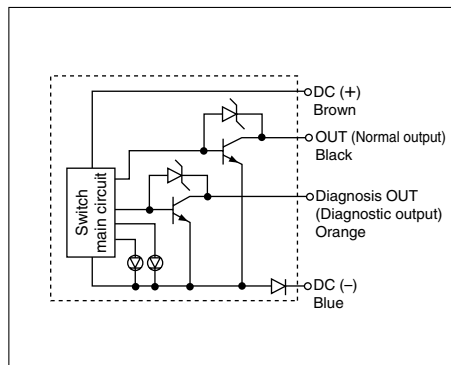 DC (+)
Brown
OUT (Normal output)
Black
Switch
main circuit
Diagnosis OUT
(Diagnostic output)
Orange
DC (–)
Blue